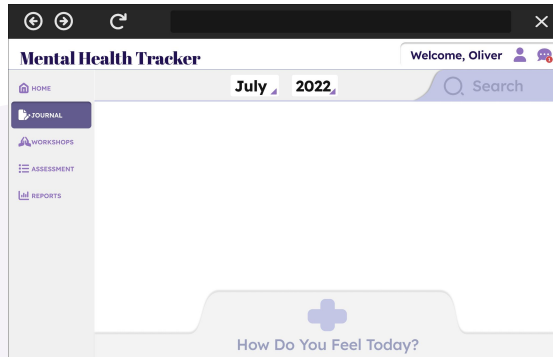 Mental Health Tracker
Welcome, Oliver
HOME
July 2022
Search
JOURNAL
WORKSHOPS
ASSESSMENT
REPORTS
How Do You Feel Today?